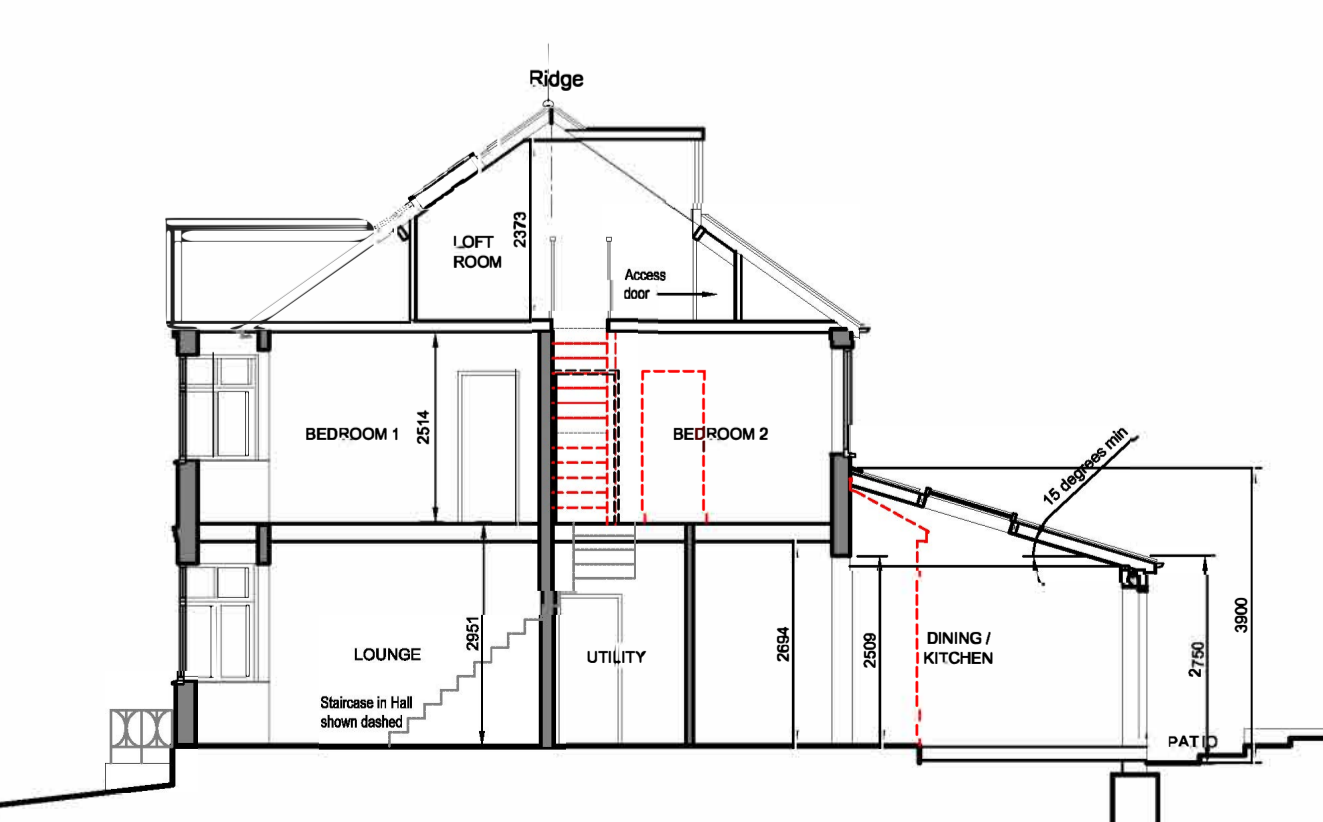 Ridge
LOFT
ROOM
2373
Access
door
BEDROOM 1
2514
BEDROOM 2
15 degrees min
LOUNGE
2951
Staircase in Hall
shown dashed
UTILITY
2694
2509
DINING /
KITCHEN
2750
3900
PATIO